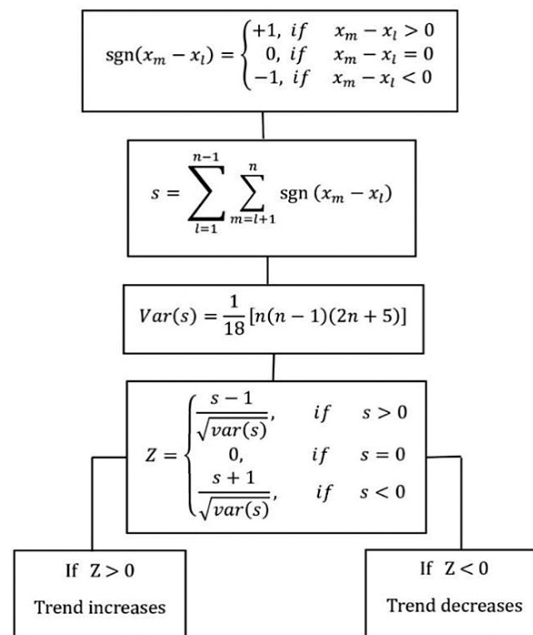 sgn(x_m − x_l) = { +1, if x_m − x_l > 0
0, if x_m − x_l = 0
−1, if x_m − x_l < 0
s = ∑_{l=1}^{n−1} ∑_{m=l+1}^{n} sgn (x_m − x_l)
Var(s) = 1/18 [n(n − 1)(2n + 5)]
Z = { (s − 1)/√var(s), if s > 0
0, if s = 0
(s + 1)/√var(s), if s < 0
If Z > 0
Trend increases
If Z < 0
Trend decreases